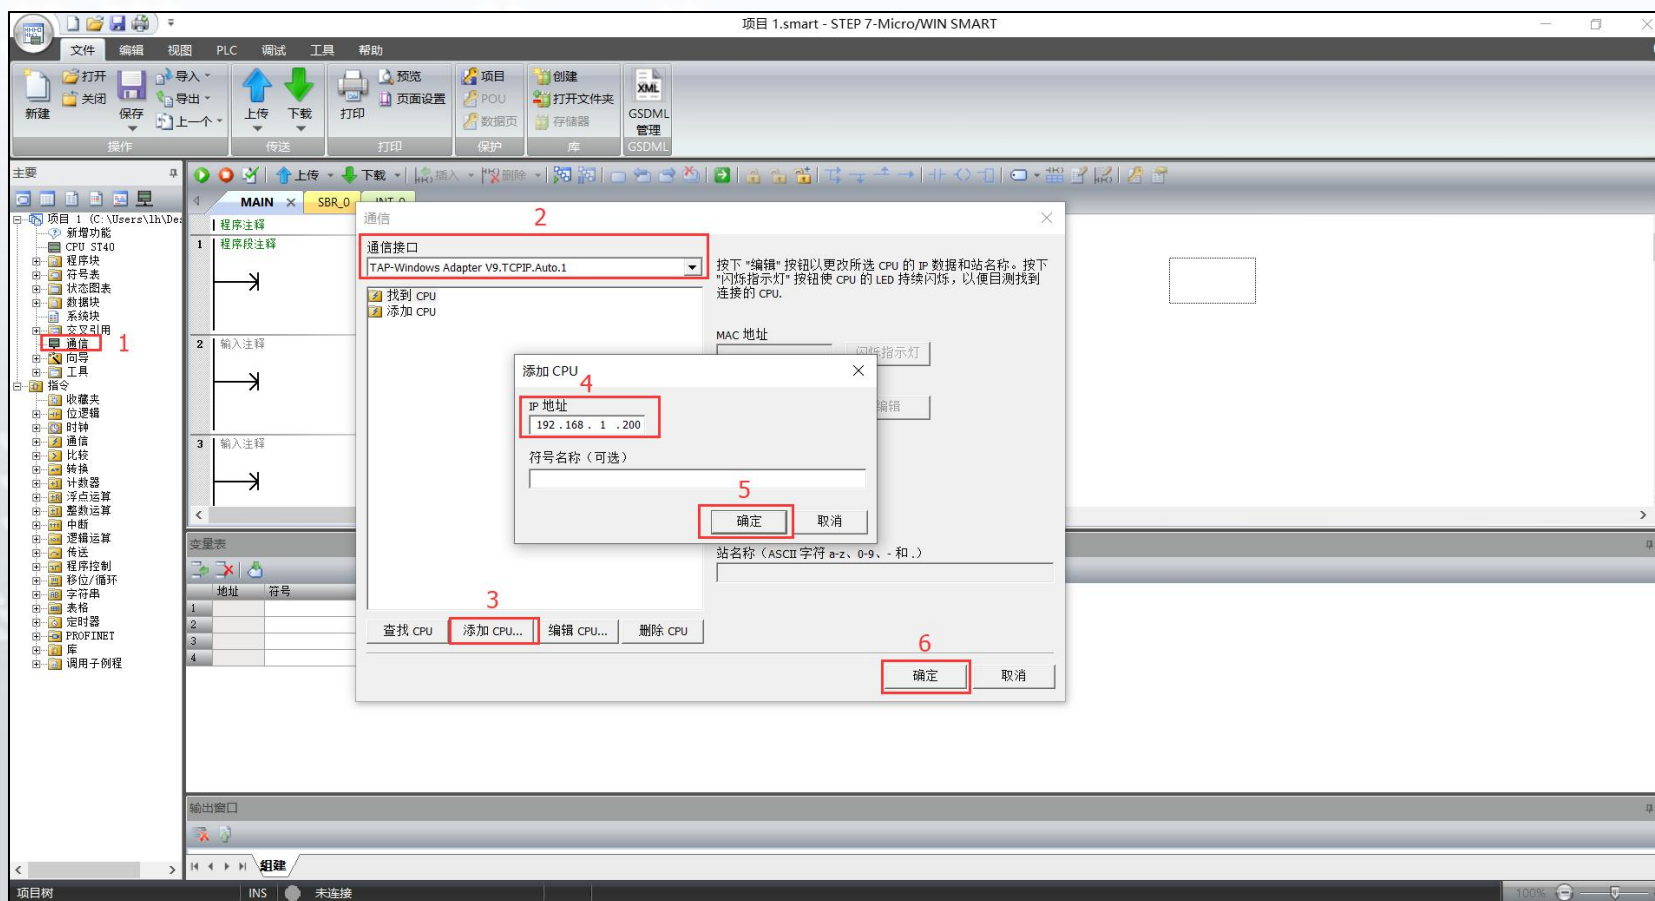 项目 1.smart - STEP 7-Micro/WIN SMART
文件 编辑 视图 PLC 调试 工具 帮助
新建
打开
关闭
保存
导入
导出
上一个
操作
上传
下载
传送
打印
预览
页面设置
打印
项目
POU
数据页
保护
创建
打开文件夹
存储器
库
XML
GSDML
管理
GSDML
主要
项目 1 (C:\Users\lh\De
新增功能
CPU ST40
程序块
符号表
状态图表
数据块
系统块
交叉引用
通信
1
向导
工具
指令
收藏夹
位逻辑
时钟
通信
比较
转换
计数器
浮点运算
整数运算
中断
逻辑运算
传送
程序控制
移位/循环
字符串
表格
定时器
PROFINET
库
调用子例程
上传 下载 插入 删除
MAIN SBR_0 INT_0
程序注释
1 程序段注释
2 输入注释
3 输入注释
变量表
地址 符号
1
2
3
4
通信
2
通信接口
TAP-Windows Adapter V9.TCPIP.Auto.1
找到 CPU
添加 CPU
按下 "编辑" 按钮以更改所选 CPU 的 IP 数据和站名称。按下
"闪烁指示灯" 按钮使 CPU 的 LED 持续闪烁，以便目测找到
连接的 CPU.
MAC 地址
闪烁指示灯
编辑
添加 CPU
4
IP 地址
192 . 168 . 1 . 200
符号名称（可选）
5
确定 取消
站名称（ASCII 字符 a-z、0-9、- 和 .）
3
查找 CPU 添加 CPU... 编辑 CPU... 删除 CPU
6
确定 取消
输出窗口
组建
项目树 INS 未连接 100%